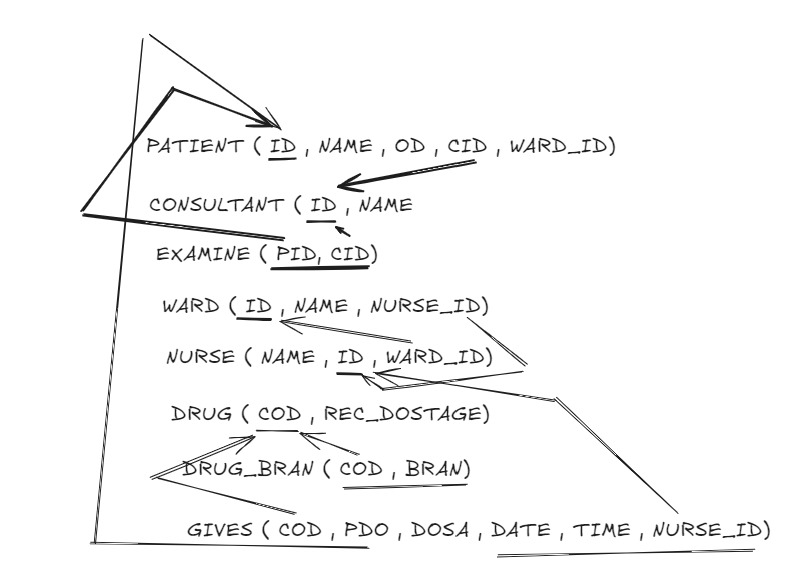 PATIENT ( ID , NAME , OD , CID , WARD_ID)
CONSULTANT ( ID , NAME
EXAMINE ( PID, CID)
WARD ( ID , NAME , NURSE_ID)
NURSE ( NAME , ID , WARD_ID)
DRUG ( COD , REC_DOSTAGE)
DRUG_BRAN ( COD , BRAN)
GIVES ( COD , PDO , DOSA , DATE , TIME , NURSE_ID)